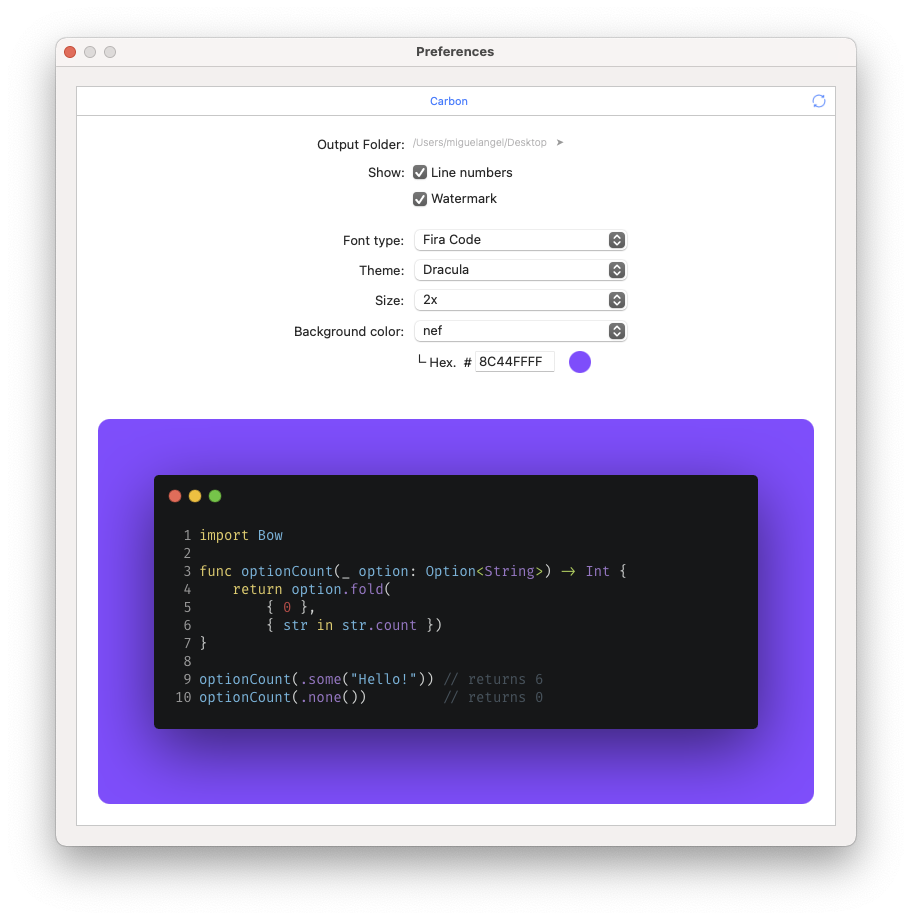 Preferences
Carbon
Output Folder: /Users/miguelangel/Desktop ➤
Show: Line numbers
Watermark
Font type: Fira Code
Theme: Dracula
Size: 2x
Background color: nef
Hex. # 8C44FFFF
1 import Bow
2
3 func optionCount(_ option: Option<String>) -> Int {
4     return option.fold(
5         { 0 },
6         { str in str.count })
7 }
8
9 optionCount(.some("Hello!")) // returns 6
10 optionCount(.none())         // returns 0